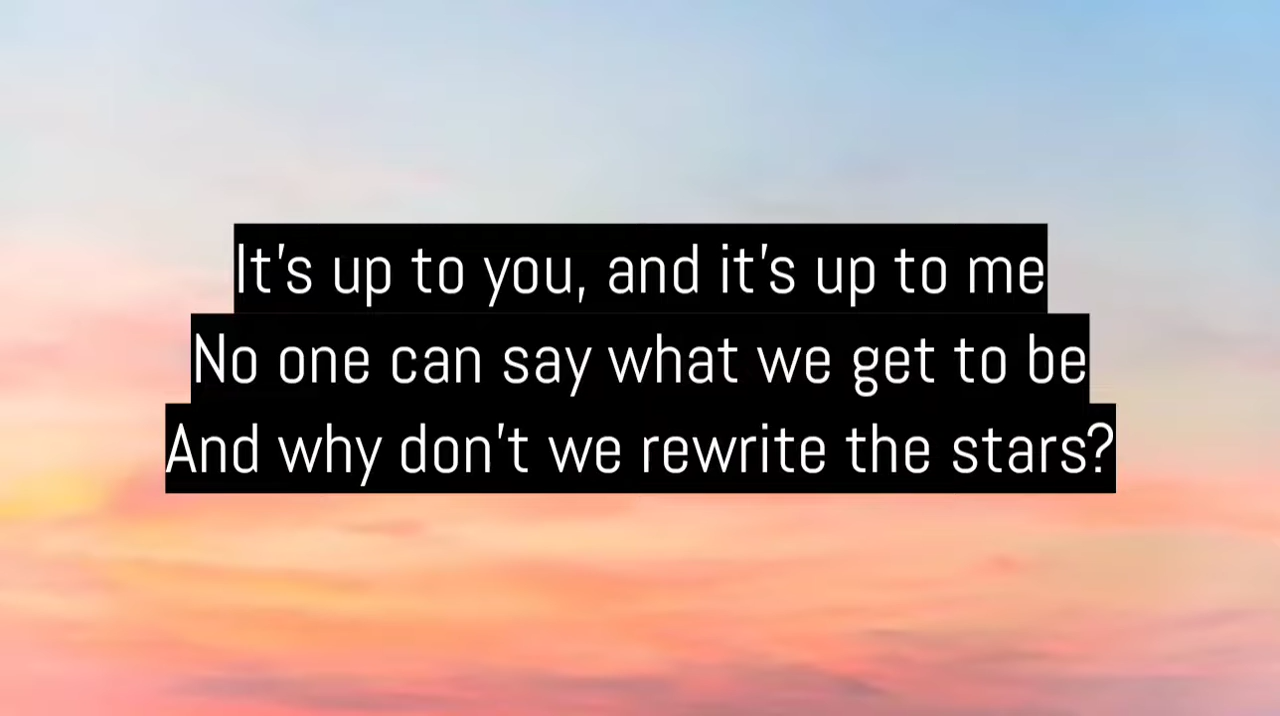 It's up to you, and it's up to me
No one can say what we get to be
And why don't we rewrite the stars?